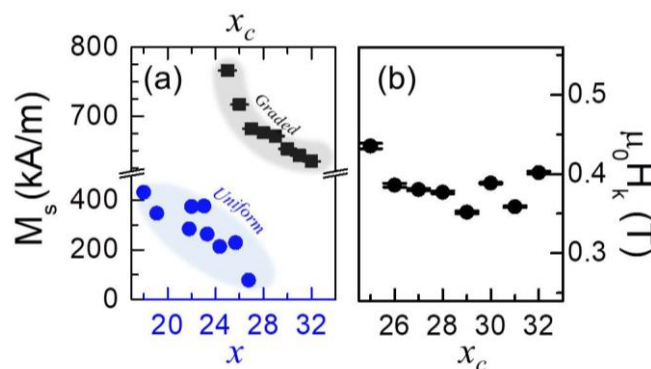 x_c
(a)
(b)
M_s (kA/m)
800
700
400
200
0
Graded
Uniform
20
24
28
32
x
0.5
0.4
0.3
μ_0H_k (T)
26
28
30
32
x_c